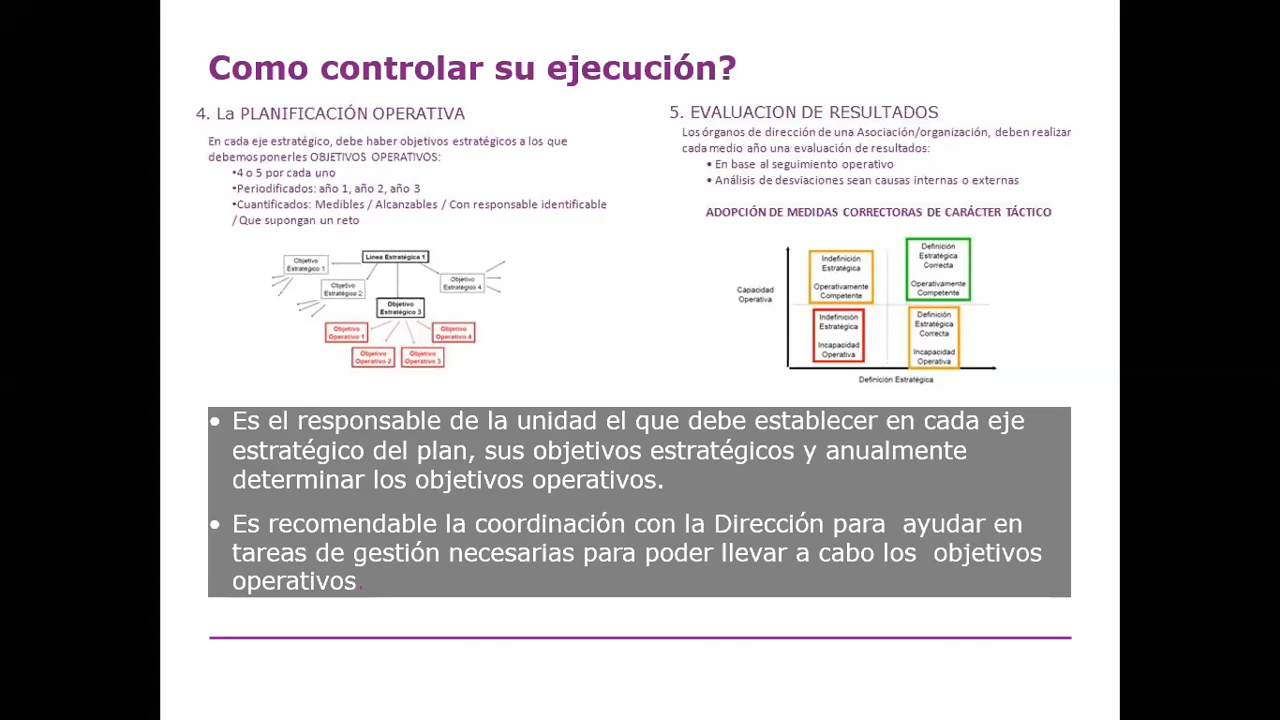 Como controlar su ejecución?
4. La PLANIFICACIÓN OPERATIVA
En cada eje estratégico, debe haber objetivos estratégicos a los que
debemos ponerles OBJETIVOS OPERATIVOS:
•4 o 5 por cada uno
•Periodificados: año 1, año 2, año 3
•Cuantificados: Medibles / Alcanzables / Con responsable identificable
/ Que supongan un reto
Línea Estratégica 1
Objetivo
Estratégico 1
Objetivo
Estratégico 2
Objetivo
Estratégico 3
Objetivo
Estratégico 4
Objetivo
Operativo 1
Objetivo
Operativo 2
Objetivo
Operativo 3
Objetivo
Operativo 4
5. EVALUACION DE RESULTADOS
Los órganos de dirección de una Asociación/organización, deben realizar
cada medio año una evaluación de resultados:
• En base al seguimiento operativo
• Análisis de desviaciones sean causas internas o externas
ADOPCIÓN DE MEDIDAS CORRECTORAS DE CARÁCTER TÁCTICO
Capacidad
Operativa
Indefinición
Estratégica
Operativamente
Competente
Definición
Estratégica
Correcta
Operativamente
Competente
Indefinición
Estratégica
Incapacidad
Operativa
Definición
Estratégica
Correcta
Incapacidad
Operativa
Definición Estratégica
• Es el responsable de la unidad el que debe establecer en cada eje
estratégico del plan, sus objetivos estratégicos y anualmente
determinar los objetivos operativos.
• Es recomendable la coordinación con la Dirección para ayudar en
tareas de gestión necesarias para poder llevar a cabo los objetivos
operativos.